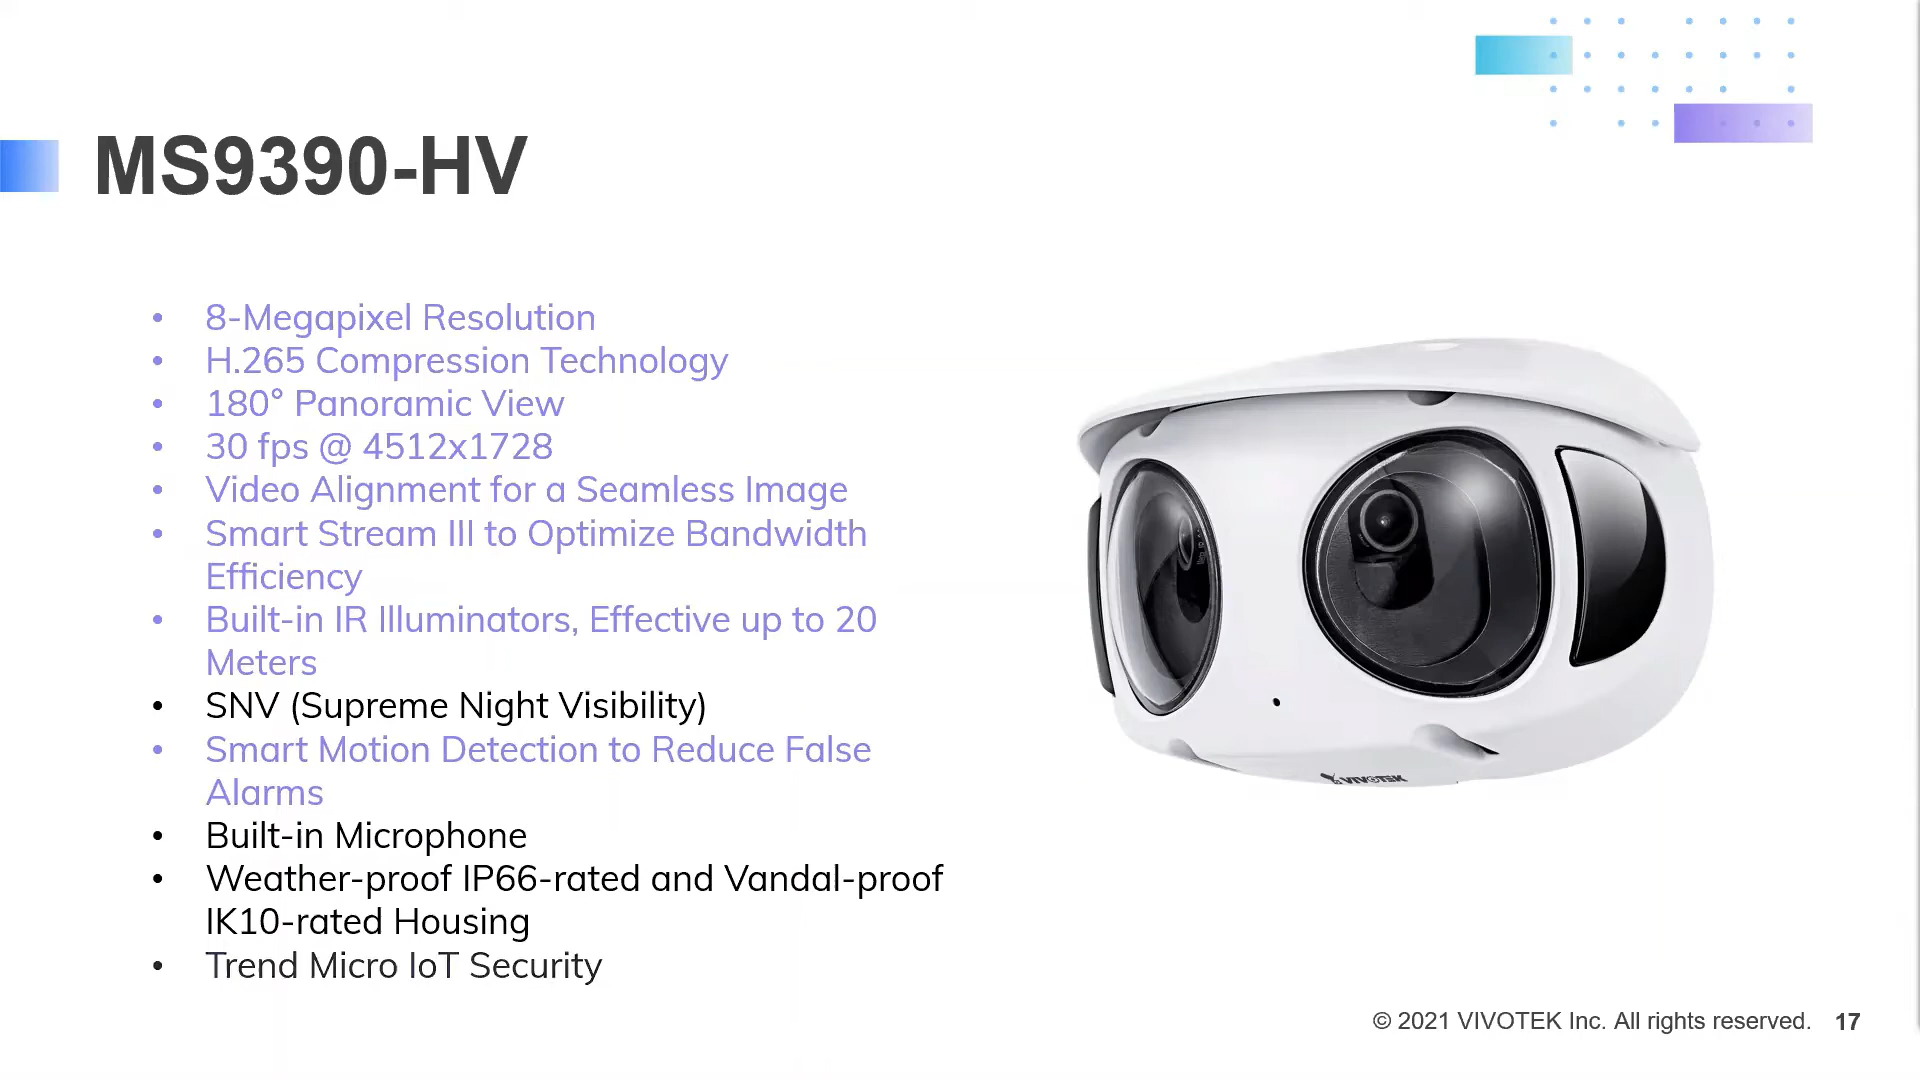 MS9390-HV
• 8-Megapixel Resolution
• H.265 Compression Technology
• 180° Panoramic View
• 30 fps @ 4512x1728
• Video Alignment for a Seamless Image
• Smart Stream III to Optimize Bandwidth
Efficiency
• Built-in IR Illuminators, Effective up to 20
Meters
• SNV (Supreme Night Visibility)
• Smart Motion Detection to Reduce False
Alarms
• Built-in Microphone
• Weather-proof IP66-rated and Vandal-proof
IK10-rated Housing
• Trend Micro IoT Security
VIVOTEK
© 2021 VIVOTEK Inc. All rights reserved. 17